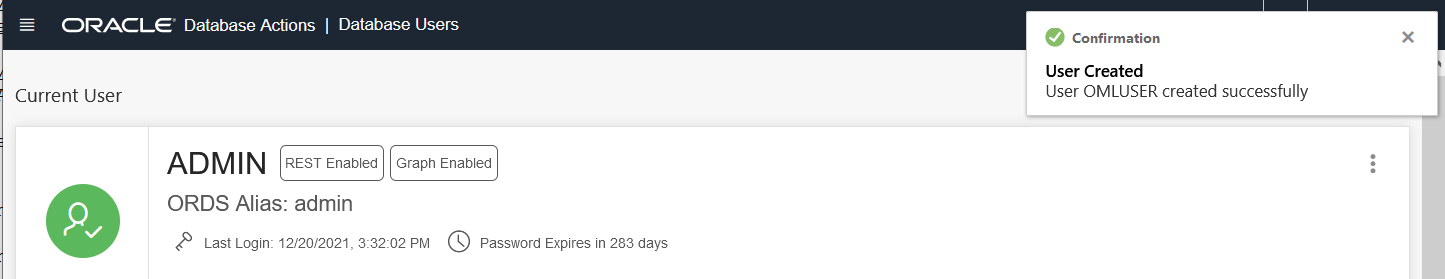 ORACLE Database Actions | Database Users
Confirmation
User Created
User OMLUSER created successfully
Current User
ADMIN REST Enabled Graph Enabled
ORDS Alias: admin
Last Login: 12/20/2021, 3:32:02 PM Password Expires in 283 days